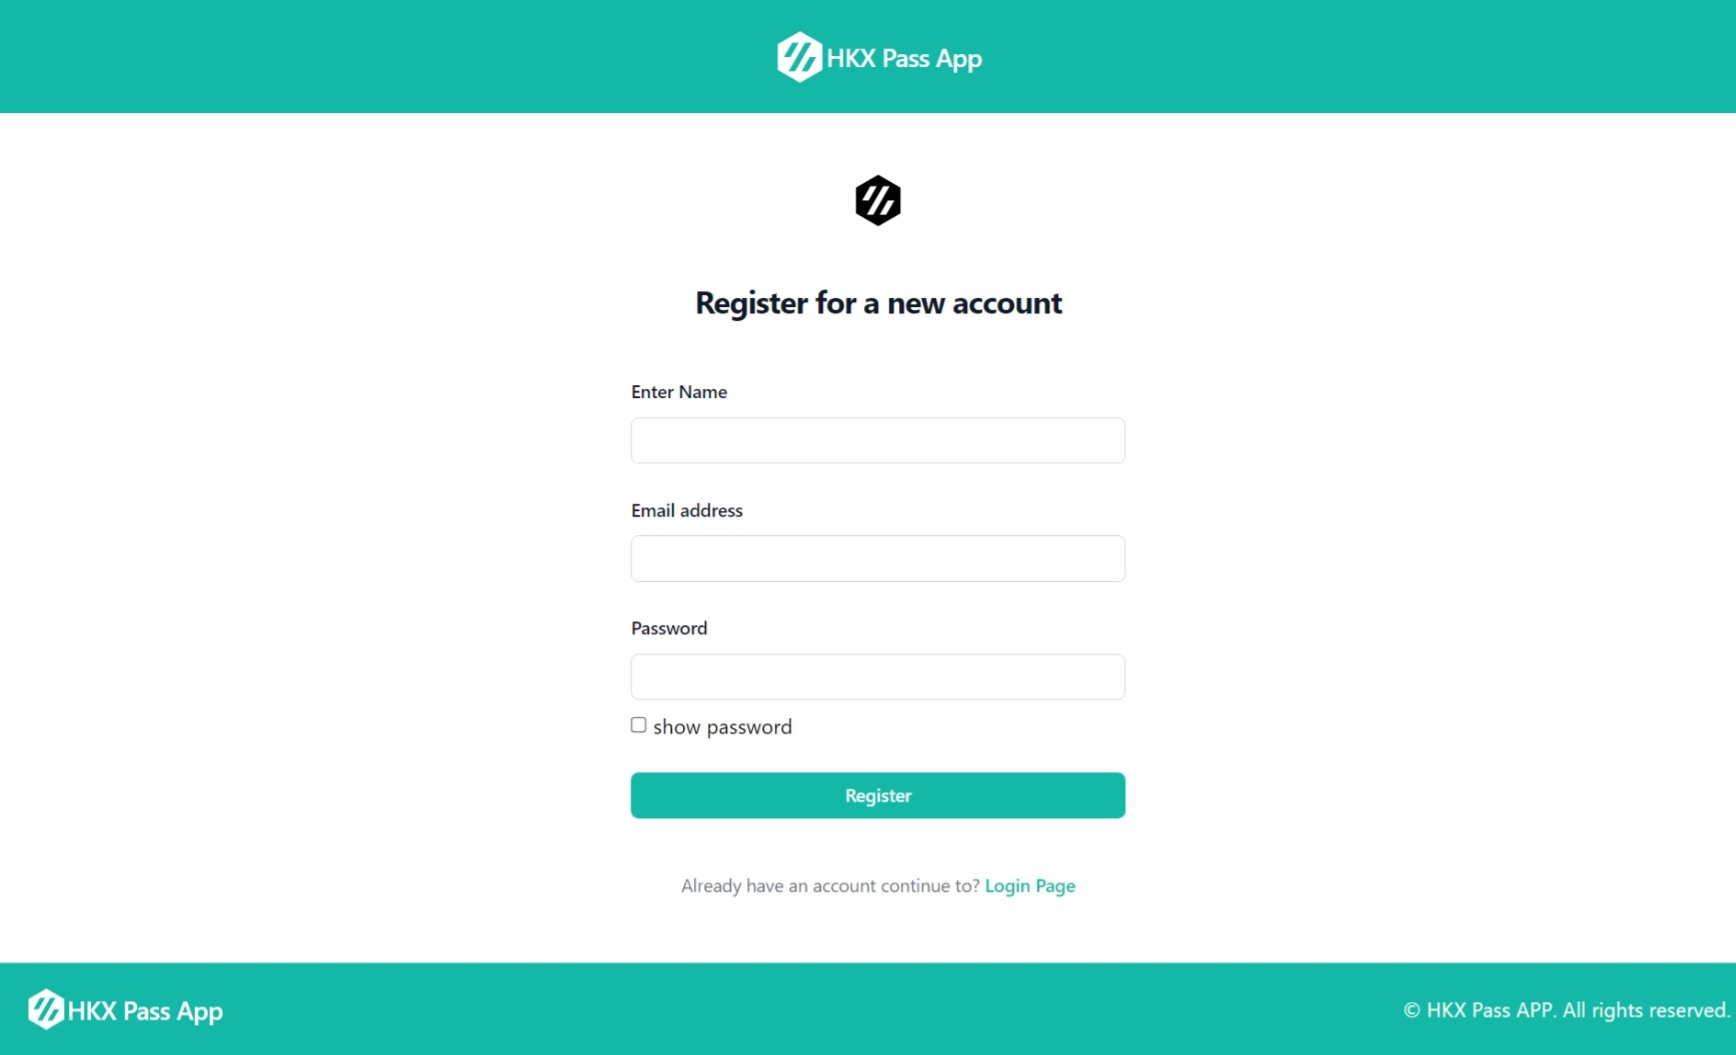 HKX Pass App
Register for a new account
Enter Name
Email address
Password
show password
Register
Already have an account continue to? Login Page
HKX Pass App
© HKX Pass APP. All rights reserved.